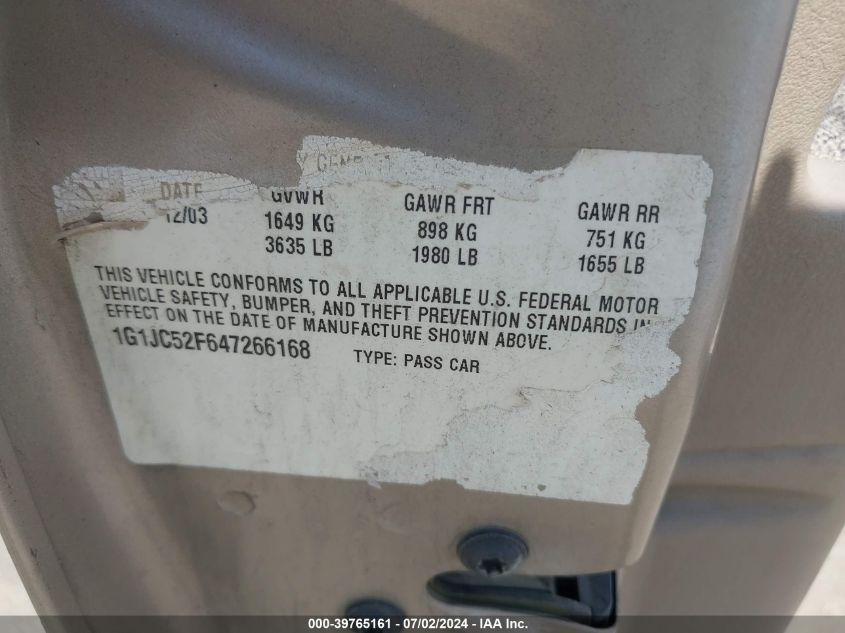 DATE GVWR GAWR FRT GAWR RR
12/03 1649 KG 898 KG 751 KG
3635 LB 1980 LB 1655 LB
THIS VEHICLE CONFORMS TO ALL APPLICABLE U.S. FEDERAL MOTOR
VEHICLE SAFETY, BUMPER, AND THEFT PREVENTION STANDARDS IN
EFFECT ON THE DATE OF MANUFACTURE SHOWN ABOVE.
1G1JC52F647266168 TYPE: PASS CAR
000-39765161 - 07/02/2024 - IAA Inc.